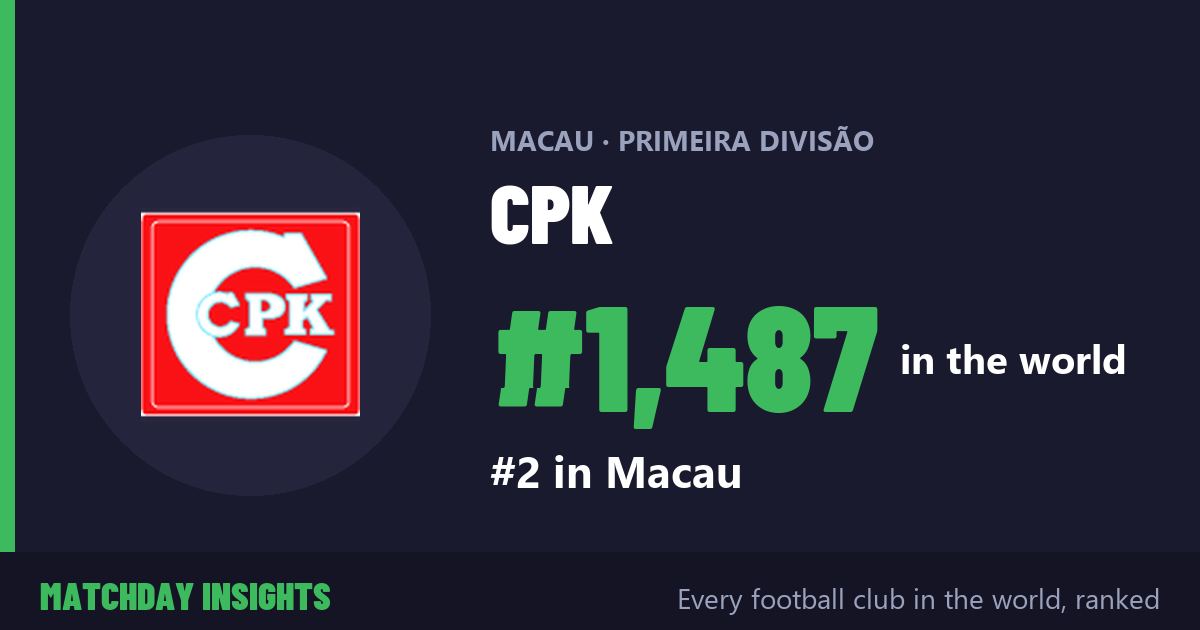 MACAU · PRIMEIRA DIVISÃO
CPK
CPK
#1,487 in the world
#2 in Macau
MATCHDAY INSIGHTS
Every football club in the world, ranked